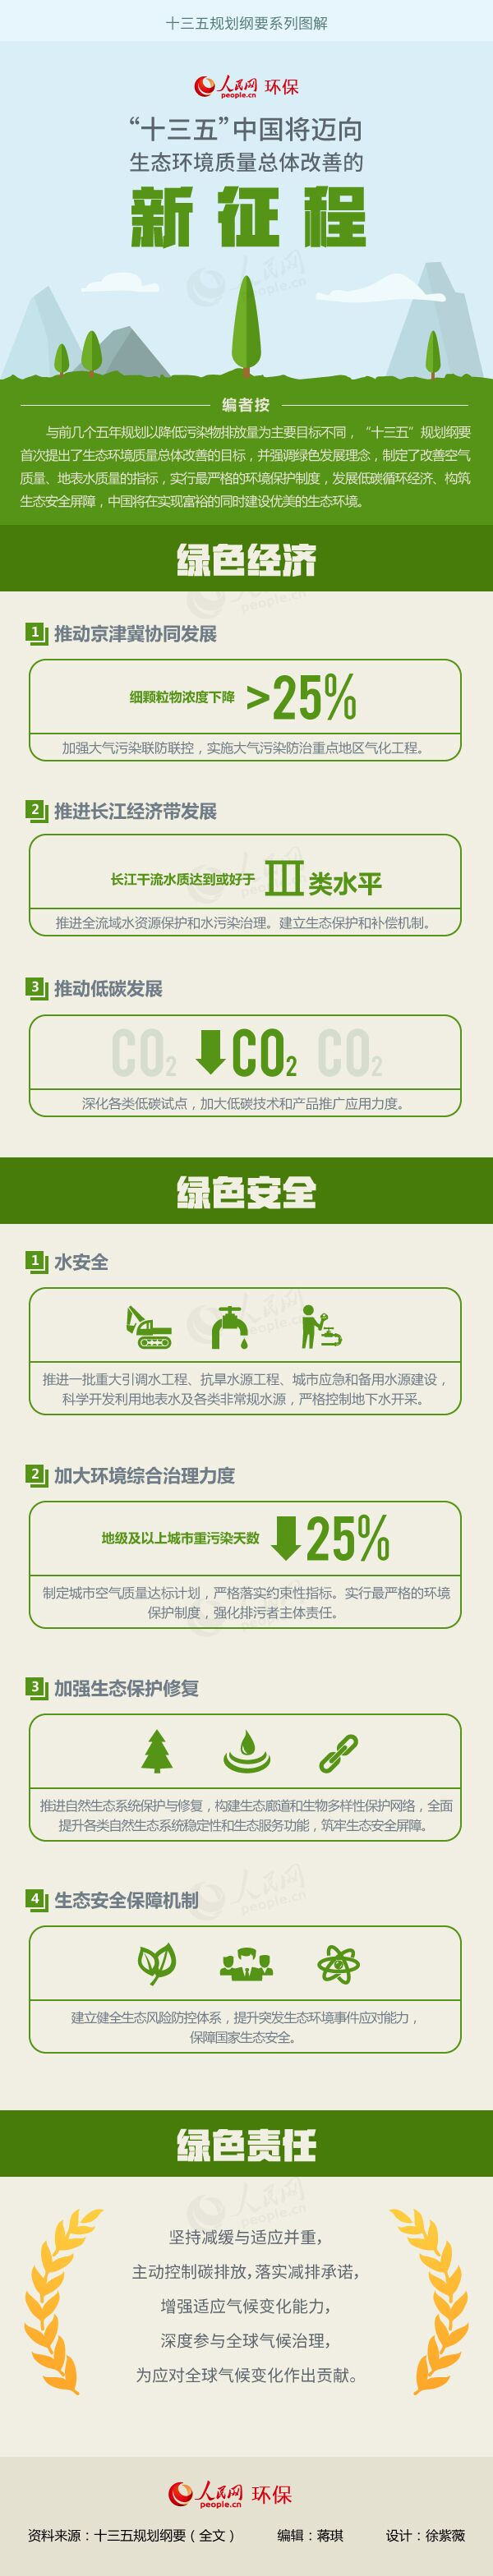 十三五规划纲要系列图解
人民网 环保
people.cn
“十三五”中国将迈向
生态环境质量总体改善的
新征程
人民网
people.cn
编者按
与前几个五年规划以降低污染物排放量为主要目标不同，“十三五”规划纲要
首次提出了生态环境质量总体改善的目标，并强调绿色发展理念，制定了改善空气
质量、地表水质量的指标，实行最严格的环境保护制度，发展低碳循环经济、构筑
生态安全屏障，中国将在实现富裕的同时建设优美的生态环境。
绿色经济
people.cn
1 推动京津冀协同发展
细颗粒物浓度下降 >25%
加强大气污染联防联控，实施大气污染防治重点地区气化工程。
2 推进长江经济带发展
人民网
people.cn
长江干流水质达到或好于 III 类水平
推进全流域水资源保护和水污染治理。建立生态保护和补偿机制。
3 推动低碳发展
CO2 CO2 CO2
深化各类低碳试点，加大低碳技术和产品推广应用力度。
绿色安全
1 水安全
人民网
people.cn
推进一批重大引调水工程、抗旱水源工程、城市应急和备用水源建设，
科学开发利用地表水及各类非常规水源，严格控制地下水开采。
2 加大环境综合治理力度
地级及以上城市重污染天数 25%
制定城市空气质量达标计划，严格落实约束性指标。实行最严格的环境
保护制度，强化排污者主体责任。
3 加强生态保护修复
推进自然生态系统保护与修复，构建生态廊道和生物多样性保护网络，全面
提升各类自然生态系统稳定性和生态服务功能，筑牢生态安全屏障。
人民网
people.cn
4 生态安全保障机制
建立健全生态风险防控体系，提升突发生态环境事件应对能力，
保障国家生态安全。
绿色责任
人民网
people.cn
坚持减缓与适应并重，
主动控制碳排放，落实减排承诺，
增强适应气候变化能力，
深度参与全球气候治理，
为应对全球气候变化作出贡献。
人民网 环保
people.cn
资料来源：十三五规划纲要（全文） 编辑：蒋琪 设计：徐紫薇